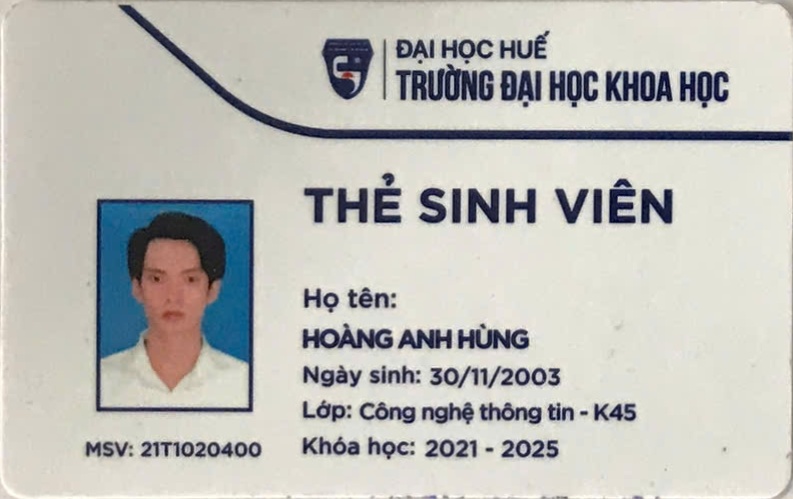 ĐẠI HỌC HUẾ
TRƯỜNG ĐẠI HỌC KHOA HỌC
THẺ SINH VIÊN
Họ tên:
HOÀNG ANH HÙNG
Ngày sinh: 30/11/2003
Lớp: Công nghệ thông tin - K45
Khóa học: 2021 - 2025
MSV: 21T1020400